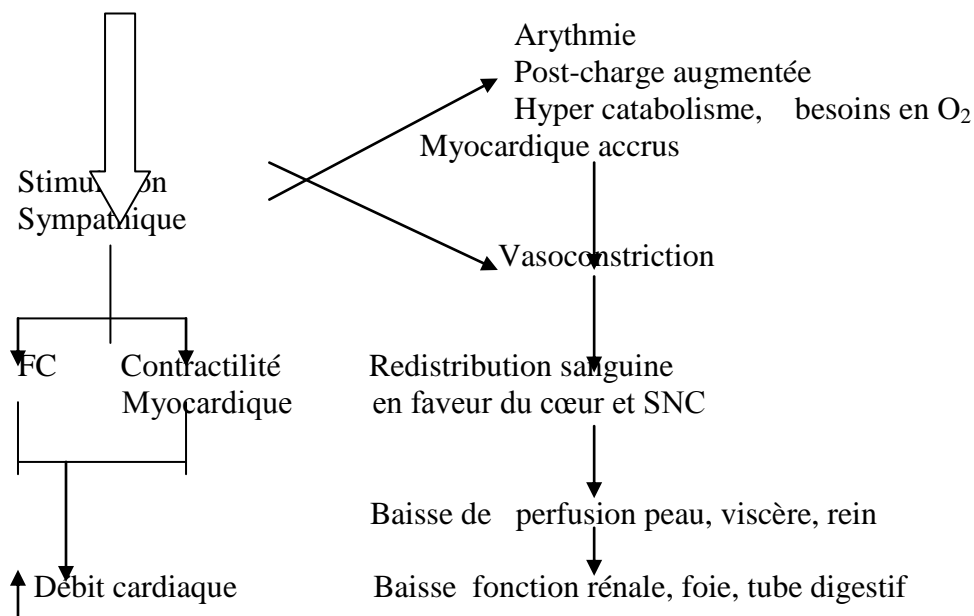 Arythmie
Post-charge augmentée
Hyper catabolisme, besoins en O₂
Myocardique accrus
Stimulation
Sympathique
Vasoconstriction
FC Contractilité
Myocardique
Redistribution sanguine
en faveur du cœur et SNC
Baisse de perfusion peau, viscère, rein
Débit cardiaque
Baisse fonction rénale, foie, tube digestif